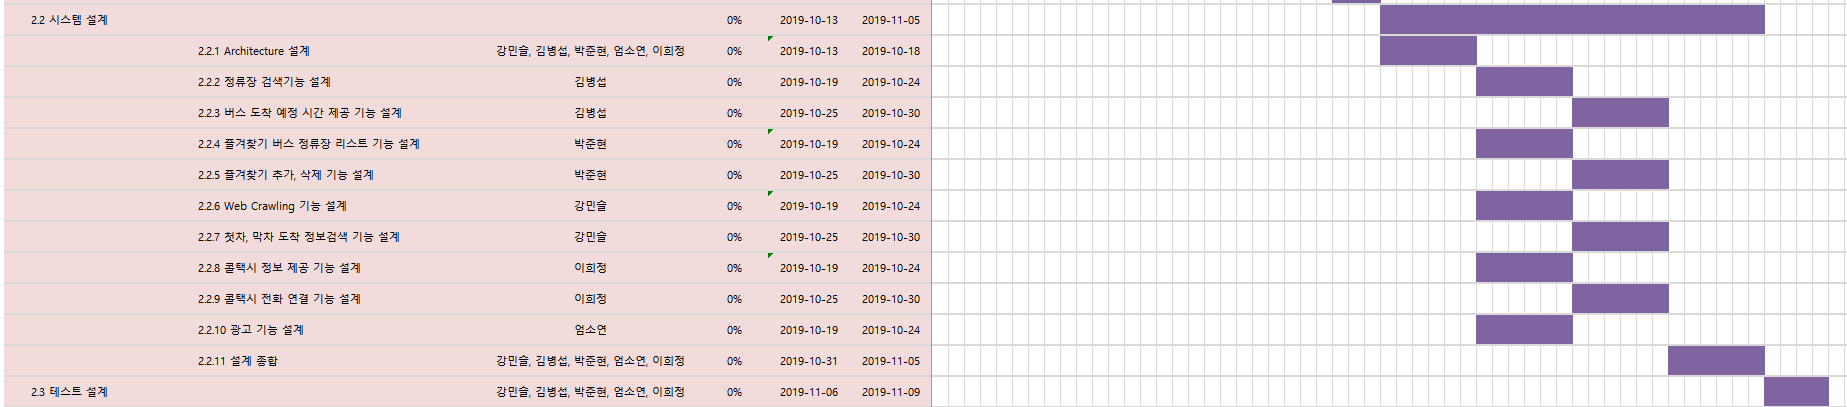 2.2 시스템 설계 0% 2019-10-13 2019-11-05
2.2.1 Architecture 설계 강민슬, 김병섭, 박준현, 엄소연, 이희정 0% 2019-10-13 2019-10-18
2.2.2 정류장 검색기능 설계 김병섭 0% 2019-10-19 2019-10-24
2.2.3 버스 도착 예정 시간 제공 기능 설계 김병섭 0% 2019-10-25 2019-10-30
2.2.4 즐겨찾기 버스 정류장 리스트 기능 설계 박준현 0% 2019-10-19 2019-10-24
2.2.5 즐겨찾기 추가, 삭제 기능 설계 박준현 0% 2019-10-25 2019-10-30
2.2.6 Web Crawling 기능 설계 강민슬 0% 2019-10-19 2019-10-24
2.2.7 첫차, 막차 도착 정보검색 기능 설계 강민슬 0% 2019-10-25 2019-10-30
2.2.8 콜택시 정보 제공 기능 설계 이희정 0% 2019-10-19 2019-10-24
2.2.9 콜택시 전화 연결 기능 설계 이희정 0% 2019-10-25 2019-10-30
2.2.10 광고 기능 설계 엄소연 0% 2019-10-19 2019-10-24
2.2.11 설계 종합 강민슬, 김병섭, 박준현, 엄소연, 이희정 0% 2019-10-31 2019-11-05
2.3 테스트 설계 강민슬, 김병섭, 박준현, 엄소연, 이희정 0% 2019-11-06 2019-11-09